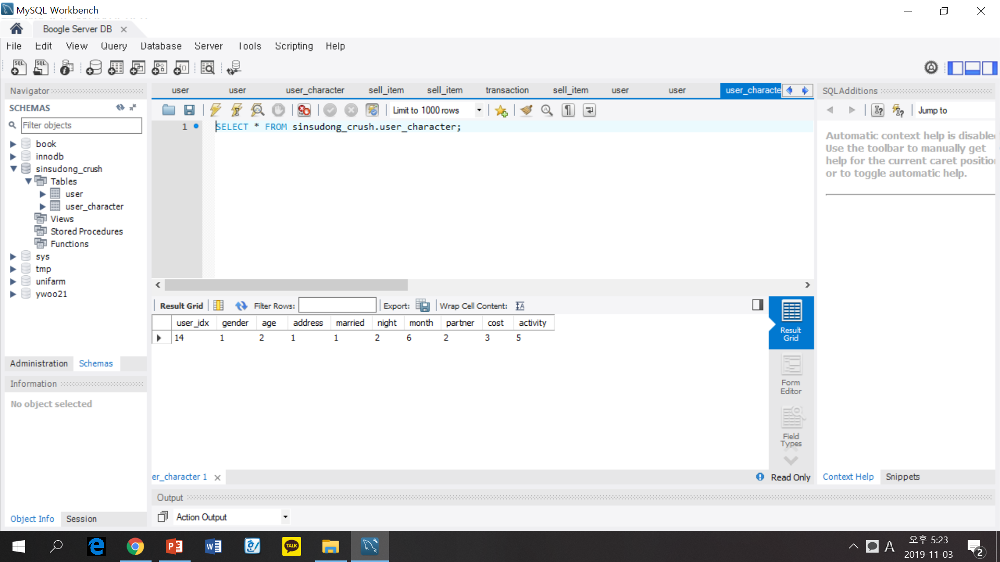 MySQL Workbench
Boogle Server DB
File Edit View Query Database Server Tools Scripting Help
Navigator
SCHEMAS
Filter objects
book
innodb
sinsudong_crush
Tables
user
user_character
Views
Stored Procedures
Functions
sys
tmp
unifarm
ywoo21
Administration Schemas
Information
No object selected
Object Info Session
user user user_character sell_item sell_item transaction sell_item user user user_characte
Limit to 1000 rows
1 SELECT * FROM sinsudong_crush.user_character;
Result Grid Filter Rows: Export: Wrap Cell Content:
user_idx gender age address married night month partner cost activity
14 1 2 1 1 2 6 2 3 5
Result
Grid
Form
Editor
Field
Types
er_character 1
Read Only
Output
Action Output
SQLAdditions
Jump to
Automatic context help is disable
Use the toolbar to manually get
help for the current caret positio
or to toggle automatic help.
Context Help Snippets
TALK
A
오후 5:23
2019-11-03
2